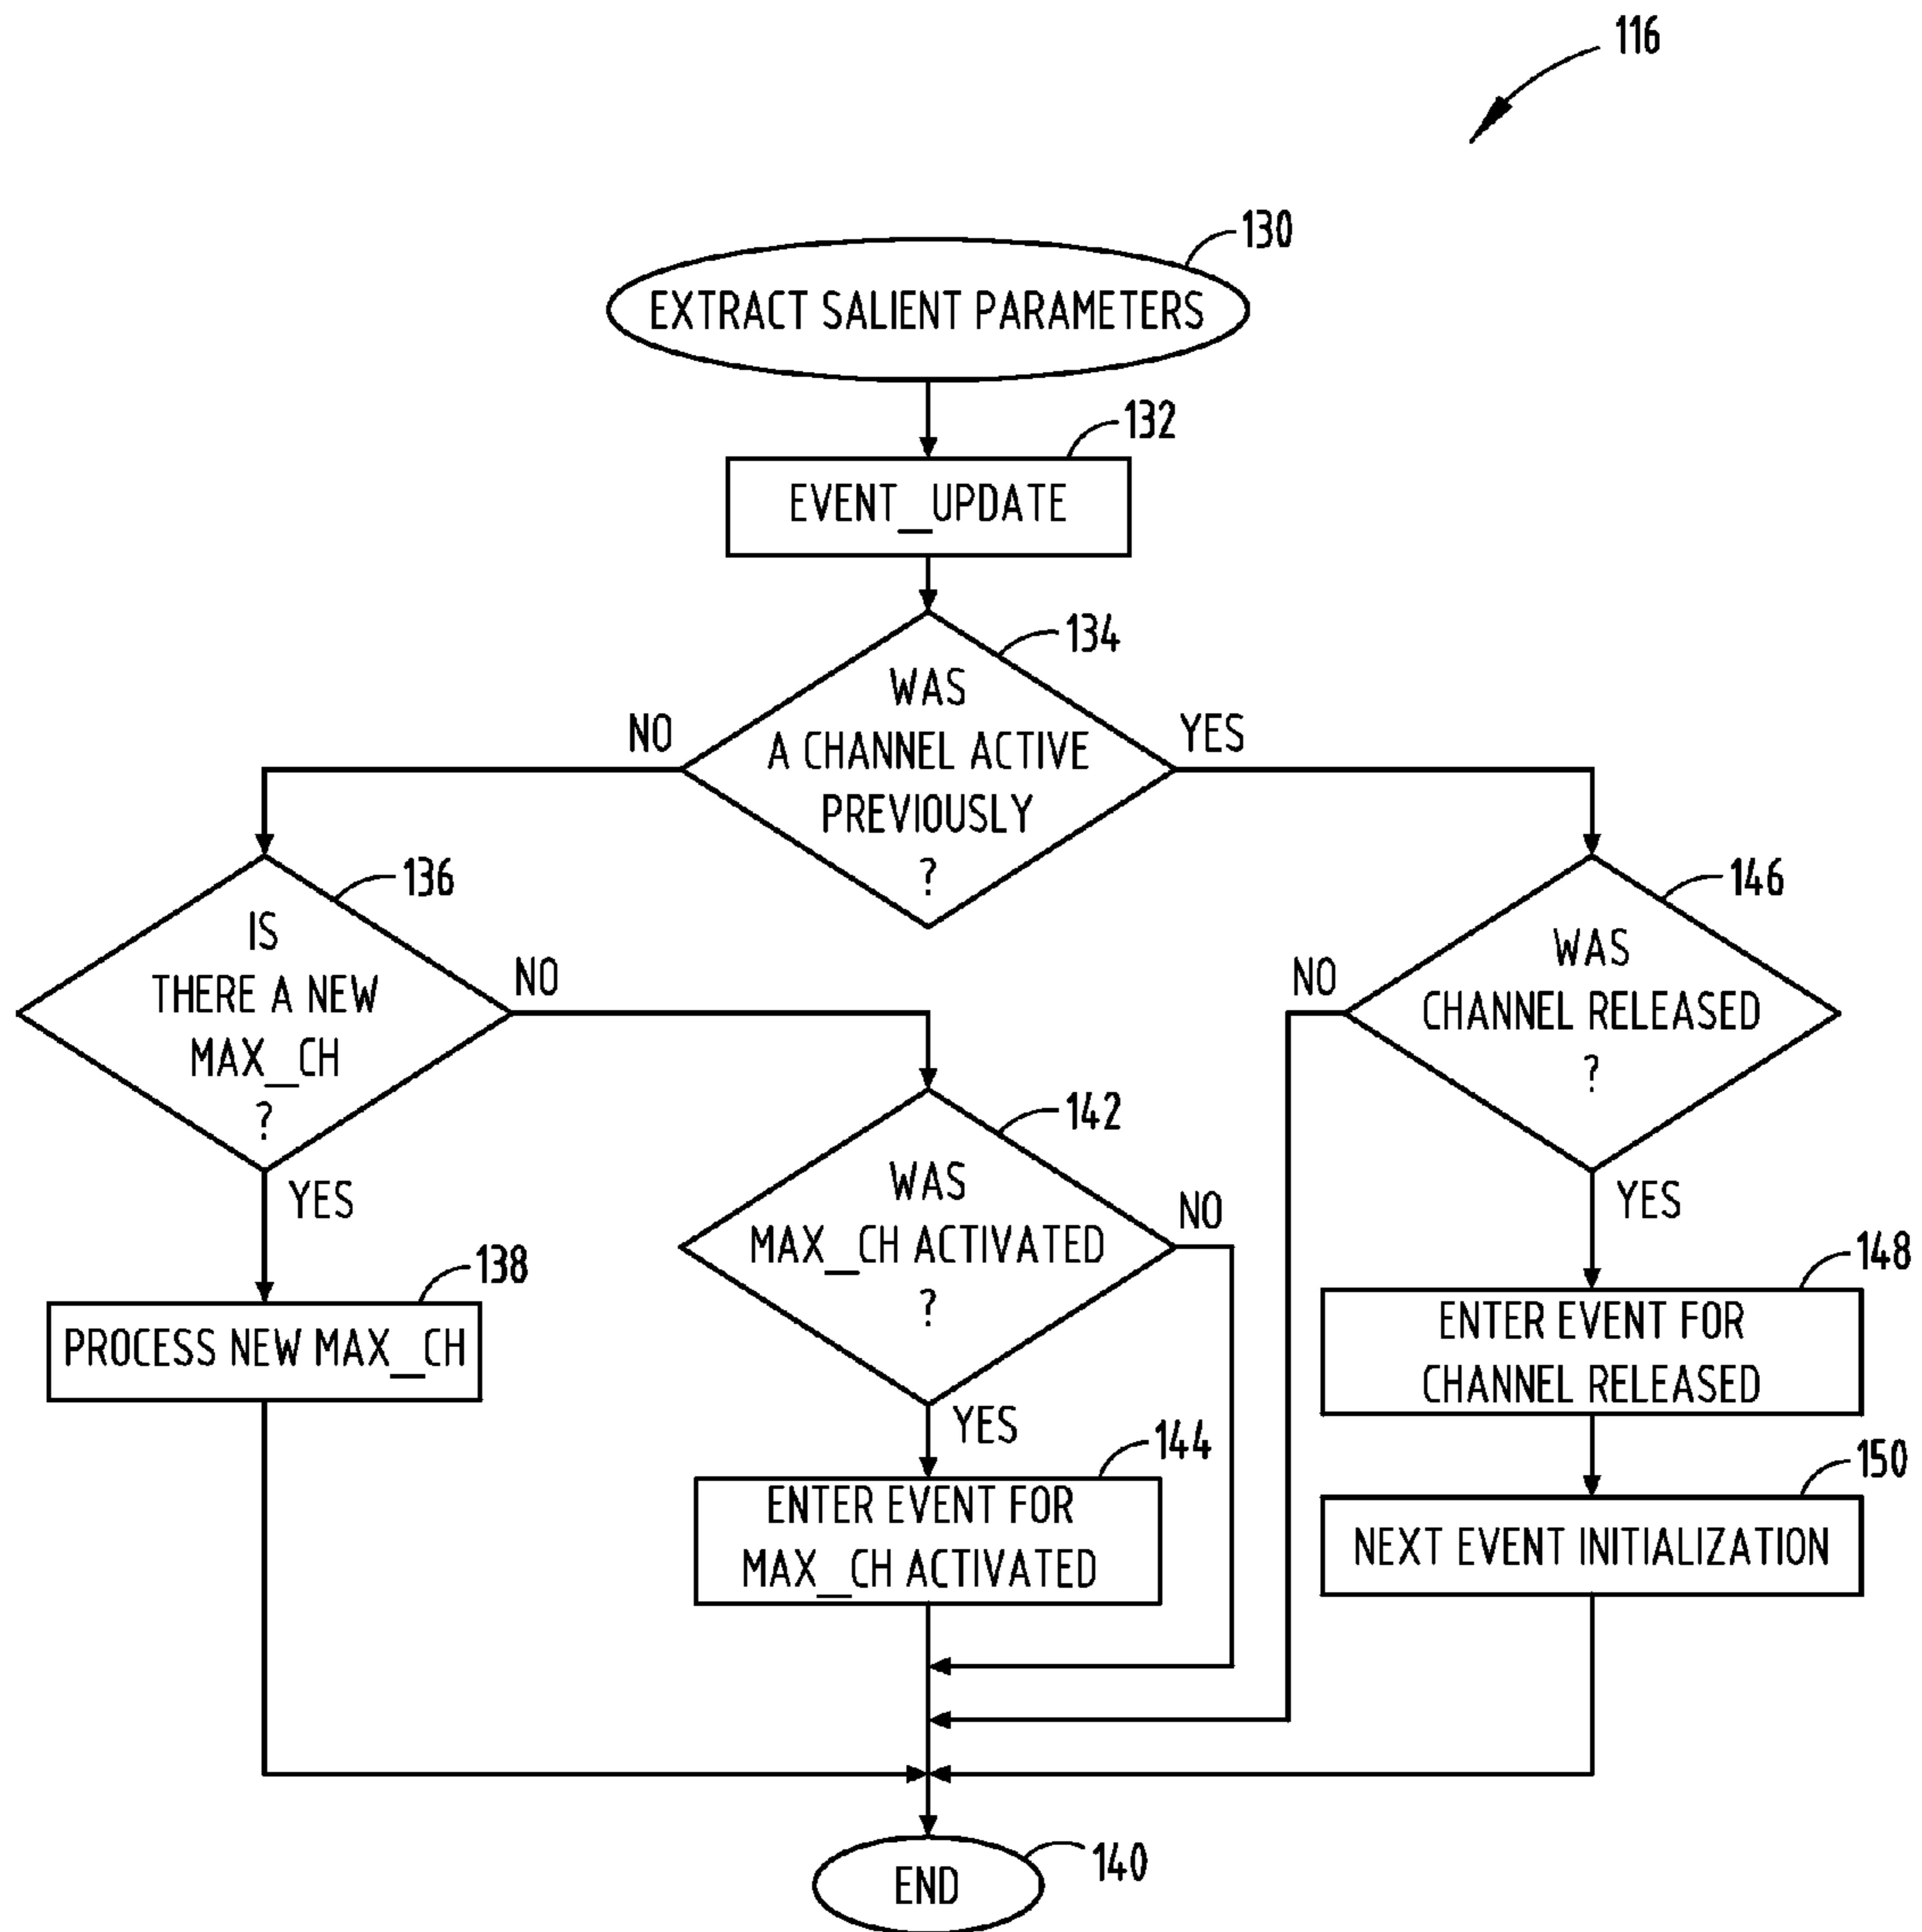 116
130
EXTRACT SALIENT PARAMETERS
132
EVENT_UPDATE
134
WAS
A CHANNEL ACTIVE
PREVIOUSLY
?
NO
YES
136
IS
THERE A NEW
MAX_CH
?
NO
YES
146
WAS
CHANNEL RELEASED
?
NO
YES
142
WAS
MAX_CH ACTIVATED
?
NO
YES
138
PROCESS NEW MAX_CH
148
ENTER EVENT FOR
CHANNEL RELEASED
144
ENTER EVENT FOR
MAX_CH ACTIVATED
150
NEXT EVENT INITIALIZATION
END
140